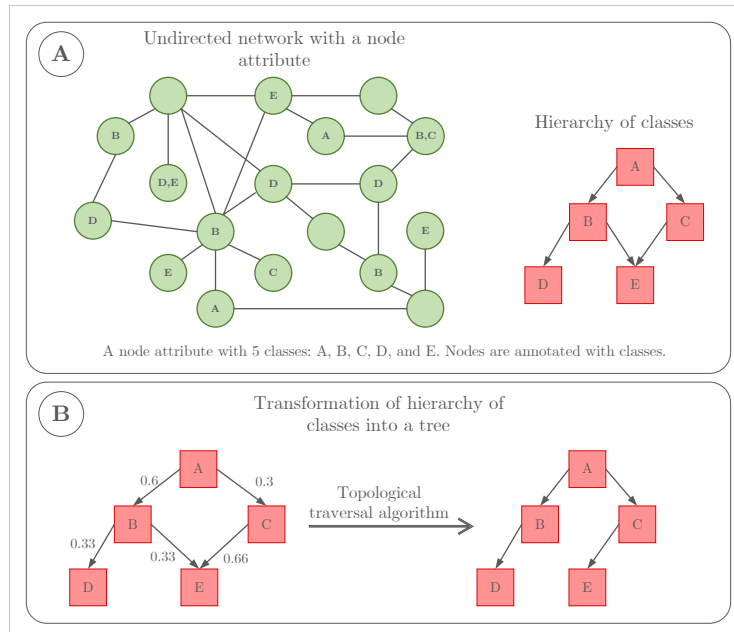 A
Undirected network with a node
attribute
E
B
A
B,C
Hierarchy of classes
A
D,E
D
D
D
B
E
B
C
E
C
B
D
E
A
A node attribute with 5 classes: A, B, C, D, and E. Nodes are annotated with classes.
B
Transformation of hierarchy of
classes into a tree
A
0.6
0.3
B
C
0.33
0.33
0.66
D
E
Topological
traversal algorithm
A
B
C
D
E